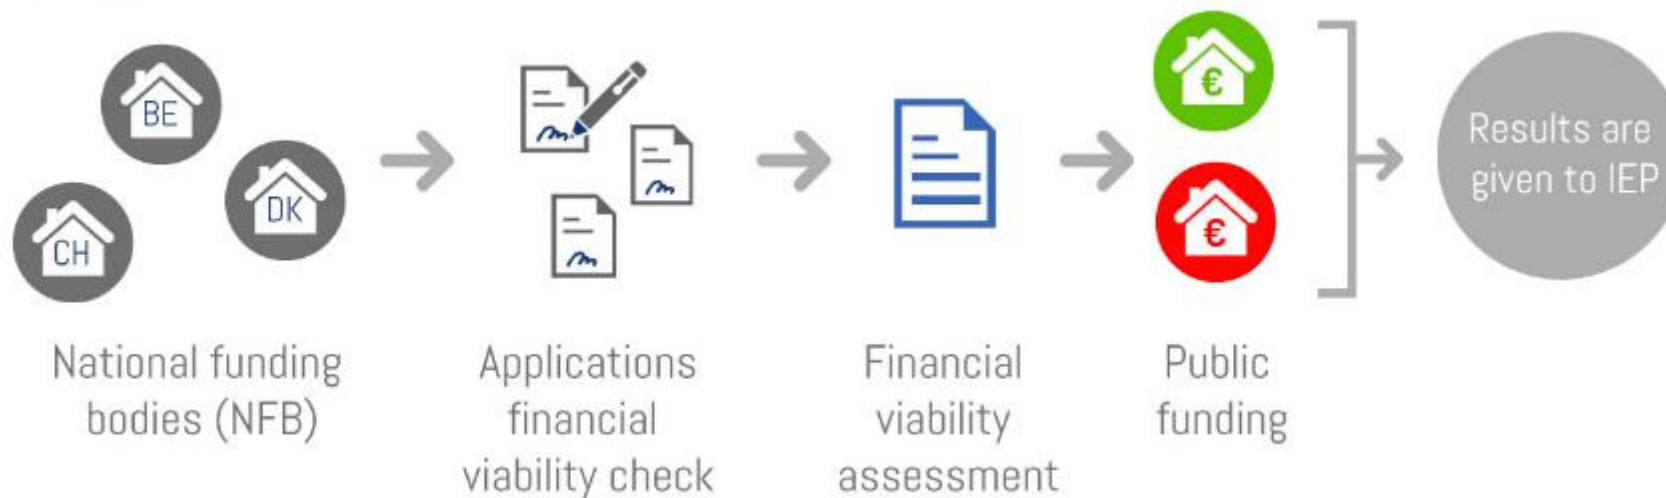 BE
DK
CH
€
€
Results are
given to IEP
National funding
bodies (NFB)
Applications
financial
viability check
Financial
viability
assessment
Public
funding